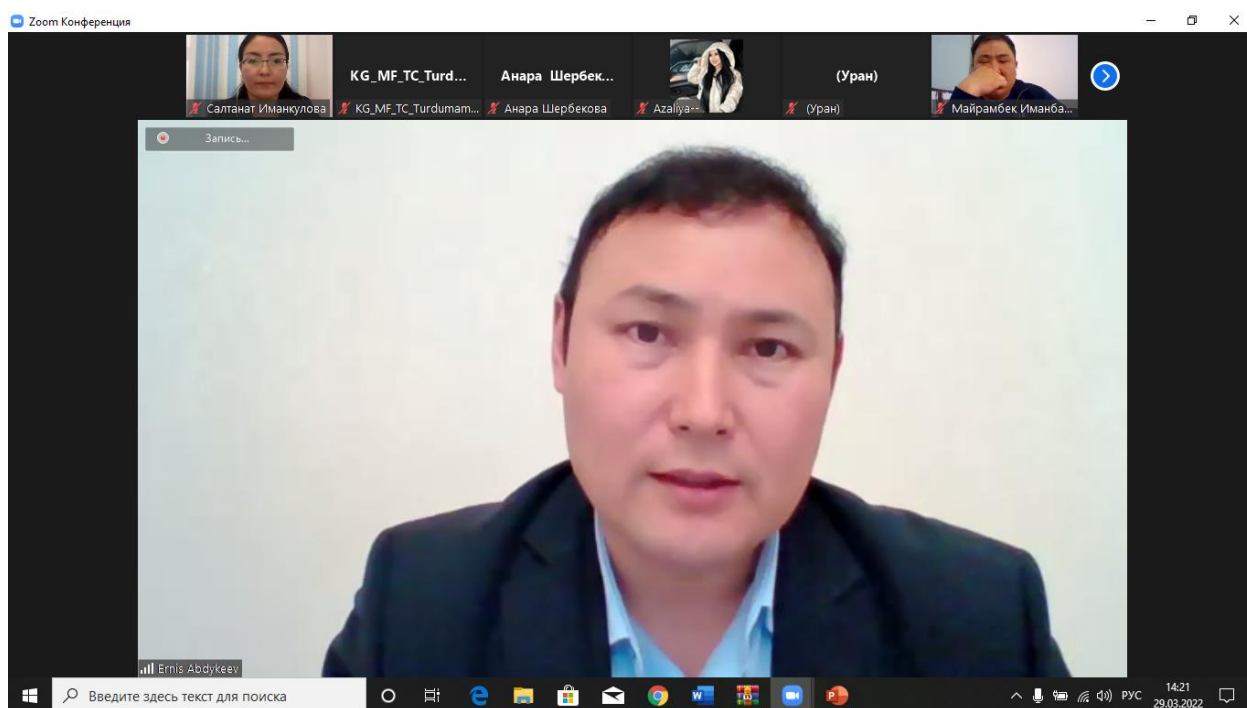 Zoom Конференция
KG_MF_TC_Turd...
Анара Шербек...
(Уран)
Салтанат Иманкулова
KG_MF_TC_Turdumam...
Анара Шербекова
Azaliya--
(Уран)
Майрамбек Иманба...
Запись...
Ernis Abdykeev
Введите здесь текст для поиска
РУС
14:21
29.03.2022